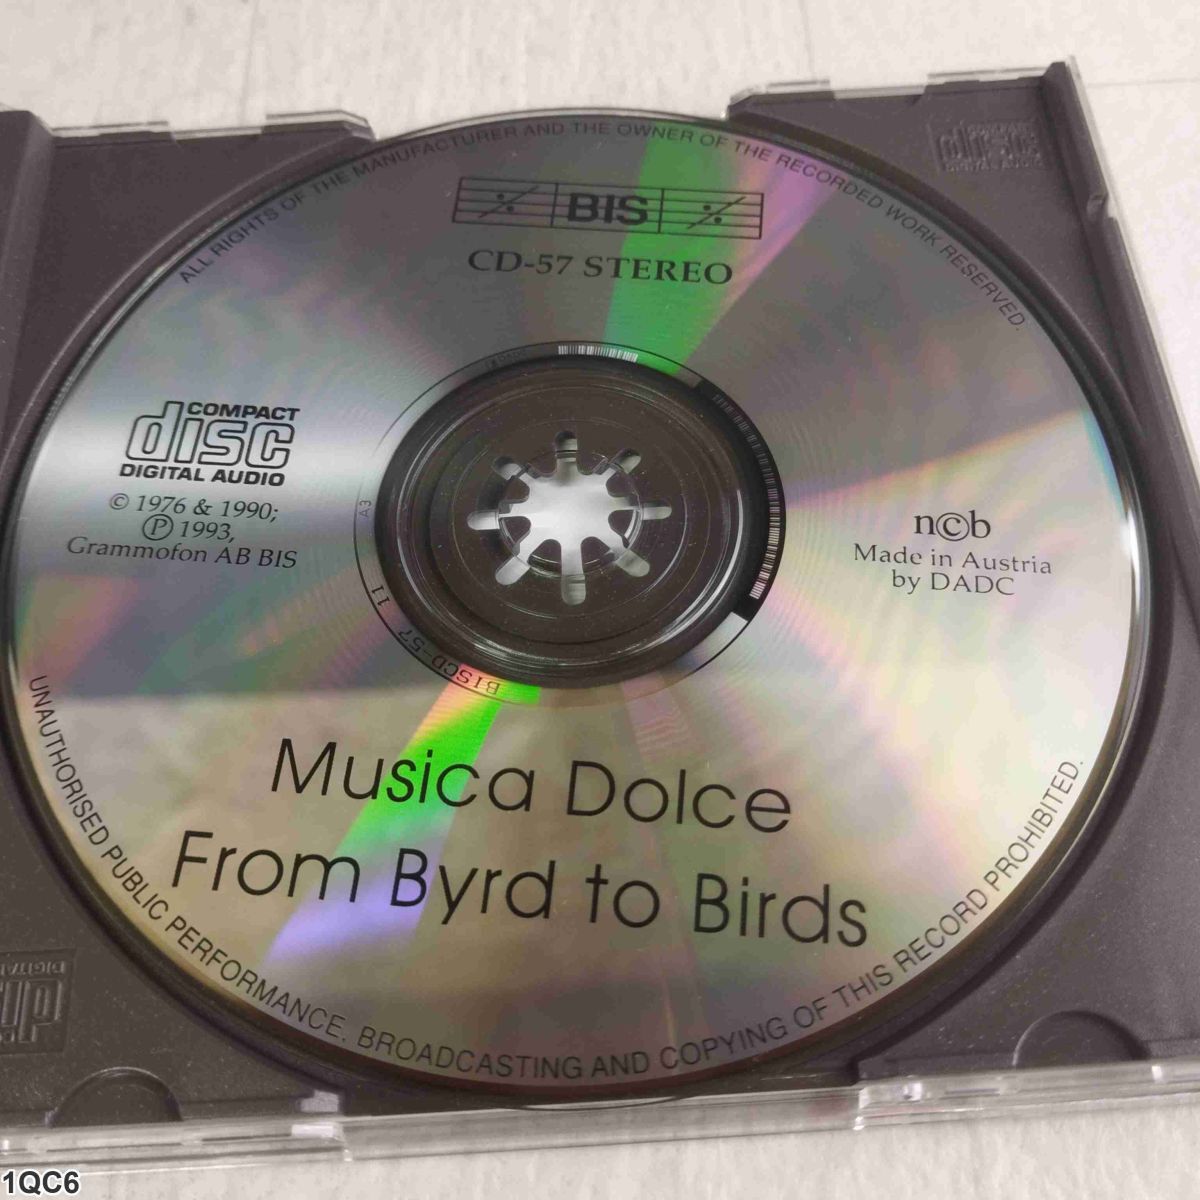 ALL RIGHTS OF THE MANUFACTURER AND THE OWNER OF THE RECORDED WORK RESERVED.
BIS
CD-57 STEREO
COMPACT
disc
DIGITAL AUDIO
© 1976 & 1990;
℗ 1993,
Grammofon AB BIS
n©b
Made in Austria
by DADC
A3
BISCD-57 11
Musica Dolce
From Byrd to Birds
UNAUTHORISED PUBLIC PERFORMANCE. BROADCASTING AND COPYING OF THIS RECORD PROHIBITED.
1QC6